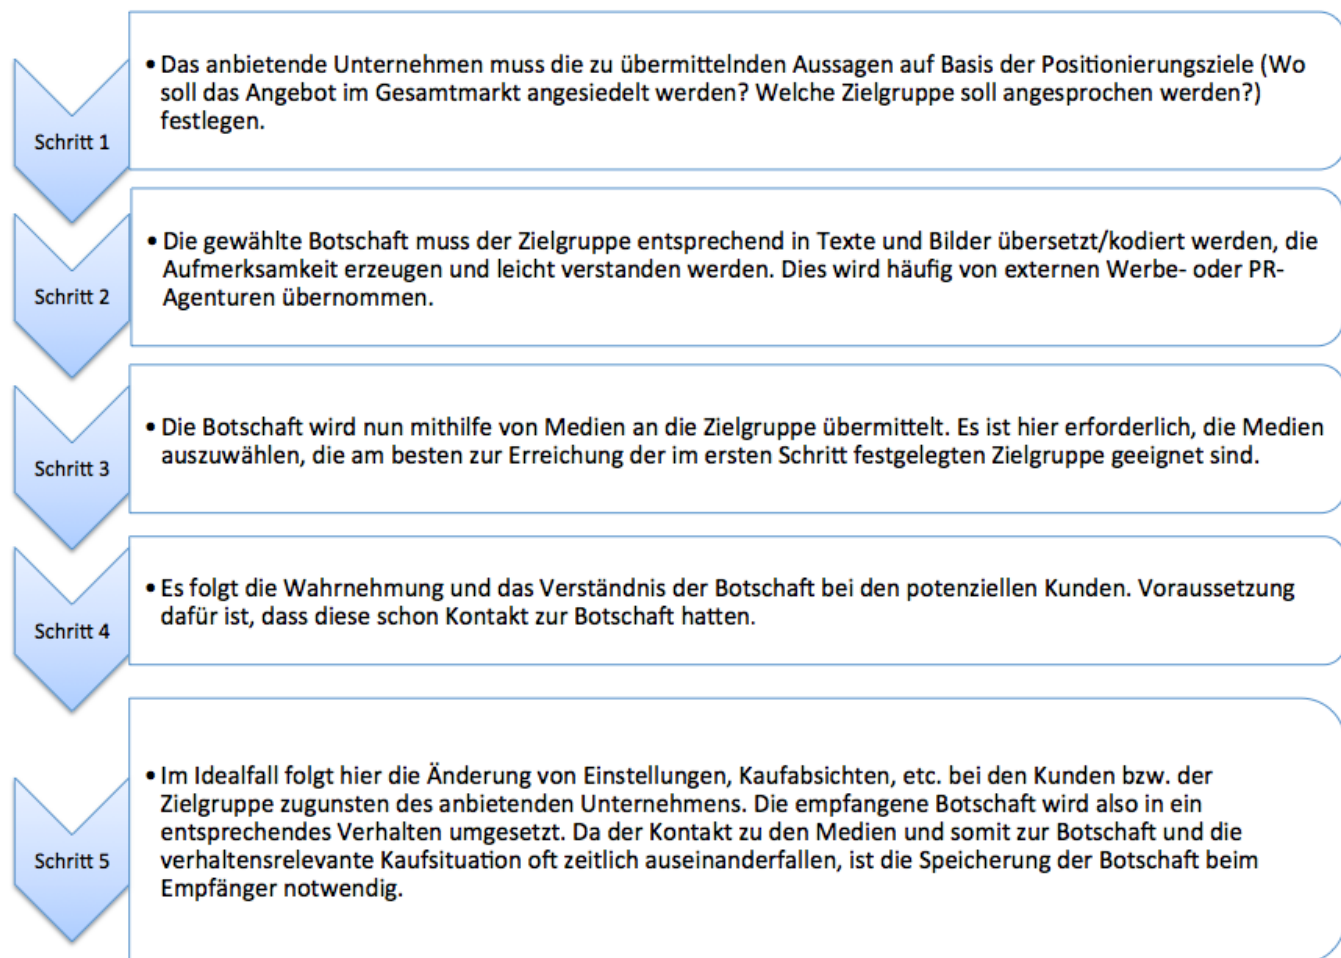 Schritt 1
• Das anbietende Unternehmen muss die zu übermittelnden Aussagen auf Basis der Positionierungsziele (Wo
soll das Angebot im Gesamtmarkt angesiedelt werden? Welche Zielgruppe soll angesprochen werden?)
festlegen.
Schritt 2
• Die gewählte Botschaft muss der Zielgruppe entsprechend in Texte und Bilder übersetzt/kodiert werden, die
Aufmerksamkeit erzeugen und leicht verstanden werden. Dies wird häufig von externen Werbe- oder PR-
Agenturen übernommen.
Schritt 3
• Die Botschaft wird nun mithilfe von Medien an die Zielgruppe übermittelt. Es ist hier erforderlich, die Medien
auszuwählen, die am besten zur Erreichung der im ersten Schritt festgelegten Zielgruppe geeignet sind.
Schritt 4
• Es folgt die Wahrnehmung und das Verständnis der Botschaft bei den potenziellen Kunden. Voraussetzung
dafür ist, dass diese schon Kontakt zur Botschaft hatten.
Schritt 5
• Im Idealfall folgt hier die Änderung von Einstellungen, Kaufabsichten, etc. bei den Kunden bzw. der
Zielgruppe zugunsten des anbietenden Unternehmens. Die empfangene Botschaft wird also in ein
entsprechendes Verhalten umgesetzt. Da der Kontakt zu den Medien und somit zur Botschaft und die
verhaltensrelevante Kaufsituation oft zeitlich auseinanderfallen, ist die Speicherung der Botschaft beim
Empfänger notwendig.